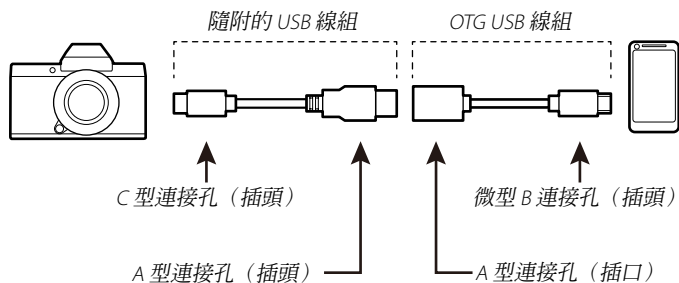 隨附的 USB 線組
OTG USB 線組
C 型連接孔（插頭）
微型 B 連接孔（插頭）
A 型連接孔（插頭）
A 型連接孔（插口）